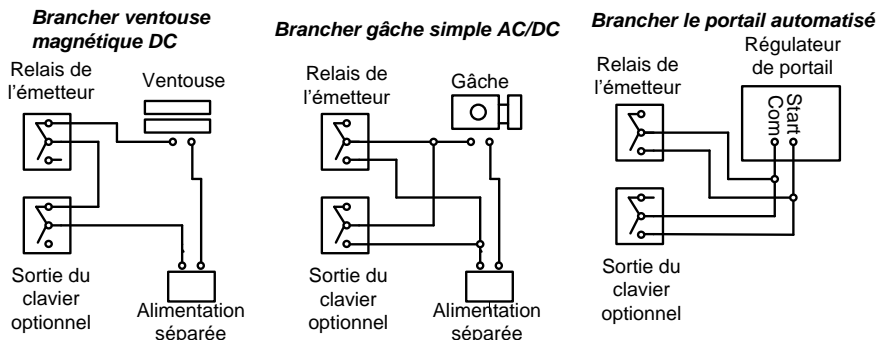 Brancher ventouse
magnétique DC
Relais de
l'émetteur
Ventouse
Sortie du
clavier
optionnel
Alimentation
séparée
Brancher gâche simple AC/DC
Relais de
l'émetteur
Gâche
Sortie du
clavier
optionnel
Alimentation
séparée
Brancher le portail automatisé
Régulateur
de portail
Relais de
l'émetteur
Start
Com
Sortie du
clavier
optionnel